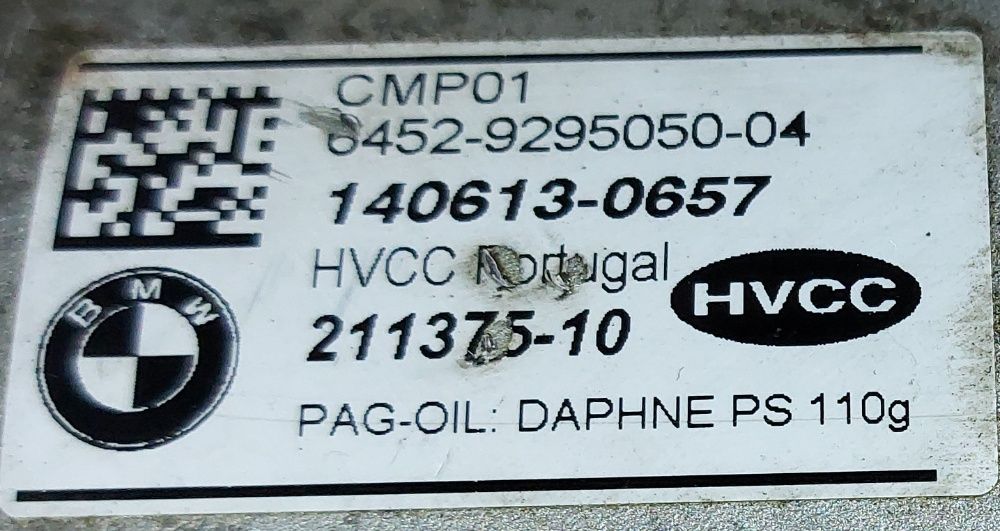 CMP01
6452-9295050-04
140613-0657
HVCC Portugal
HVCC
211375-10
BMW
PAG-OIL: DAPHNE PS 110g